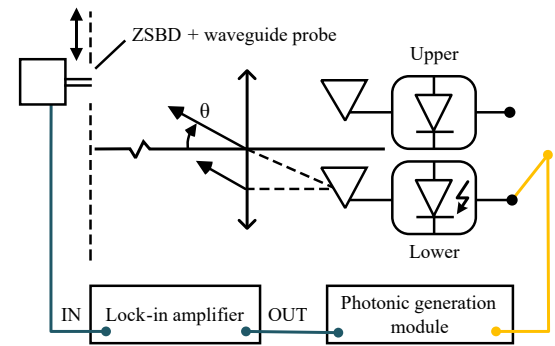 ZSBD + waveguide probe
Upper
θ
Lower
IN
Lock-in amplifier
OUT
Photonic generation
module